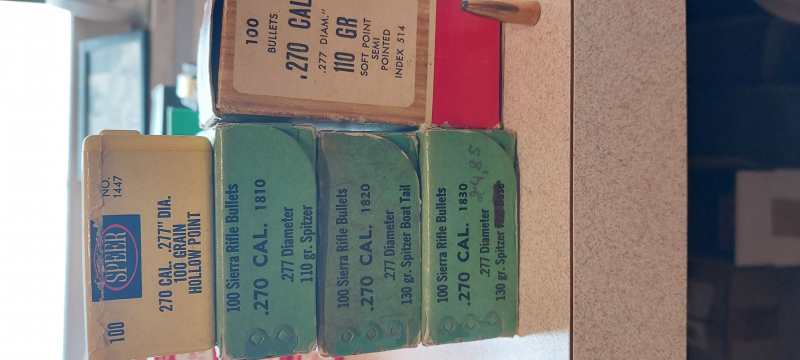 100
BULLETS
.270 CAL
.277 DIAM."
110 GR
SOFT POINT
SEMI
POINTED
INDEX 514
SPEER
NO.
1447
270 CAL. .277" DIA.
100 GRAIN
HOLLOW POINT
100
100 Sierra Rifle Bullets
.270 CAL. 1810
.277 Diameter
110 gr. Spitzer
100 Sierra Rifle Bullets
.270 CAL. 1820
.277 Diameter
130 gr. Spitzer Boat Tail
100 Sierra Rifle Bullets
.270 CAL. 1830
.277 Diameter
130 gr. Spitzer